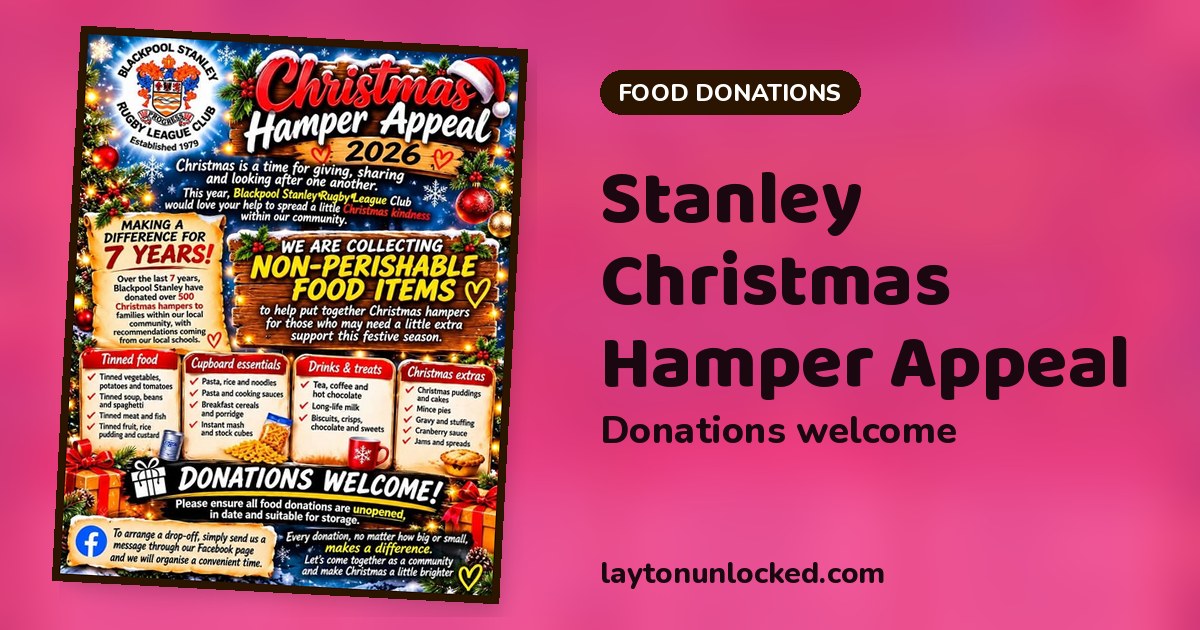 BLACKPOOL STANLEY
RUGBY LEAGUE CLUB
PROGRESS
Established 1979
Christmas
Hamper Appeal
2026
Christmas is a time for giving, sharing
and looking after one another.
This year, Blackpool Stanley Rugby League Club
would love your help to spread a little Christmas kindness
within our community.
MAKING A
DIFFERENCE FOR
7 YEARS!
Over the last 7 years,
Blackpool Stanley have
donated over 500
Christmas hampers to
families within our local
community, with
recommendations coming
from our local schools.
WE ARE COLLECTING
NON-PERISHABLE
FOOD ITEMS
to help put together Christmas hampers
for those who may need a little extra
support this festive season.
Tinned food
Tinned vegetables,
potatoes and tomatoes
Tinned soup, beans
and spaghetti
Tinned meat and fish
Tinned fruit, rice
pudding and custard
Cupboard essentials
Pasta, rice and noodles
Pasta and cooking sauces
Breakfast cereals
and porridge
Instant mash
and stock cubes
Drinks & treats
Tea, coffee and
hot chocolate
Long-life milk
Biscuits, crisps,
chocolate and sweets
Christmas extras
Christmas puddings
and cakes
Mince pies
Gravy and stuffing
Cranberry sauce
Jams and spreads
DONATIONS WELCOME!
Please ensure all food donations are unopened,
in date and suitable for storage.
To arrange a drop-off, simply send us a
message through our Facebook page
and we will organise a convenient time.
Every donation, no matter how big or small,
makes a difference.
Let's come together as a community
and make Christmas a little brighter
FOOD DONATIONS
Stanley
Christmas
Hamper Appeal
Donations welcome
laytonunlocked.com